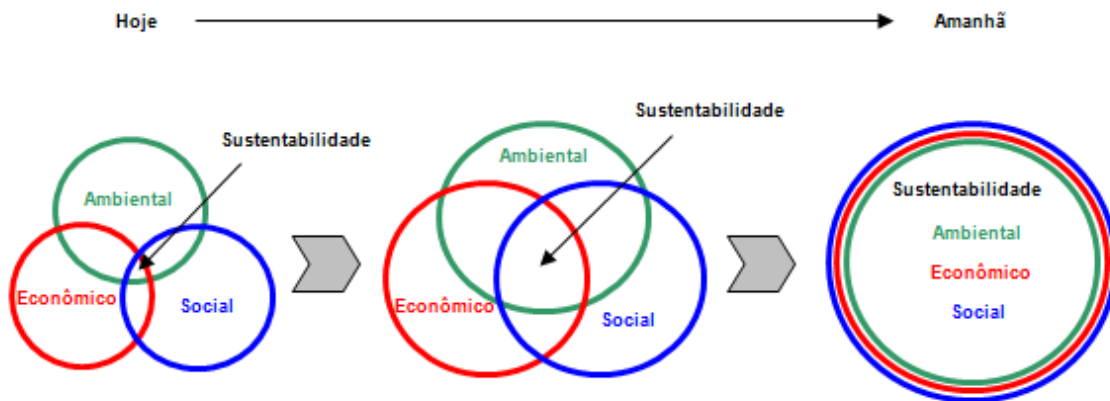 Hoje
Amanhã
Sustentabilidade
Ambiental
Econômico
Social
Sustentabilidade
Ambiental
Econômico
Social
Sustentabilidade
Ambiental
Econômico
Social